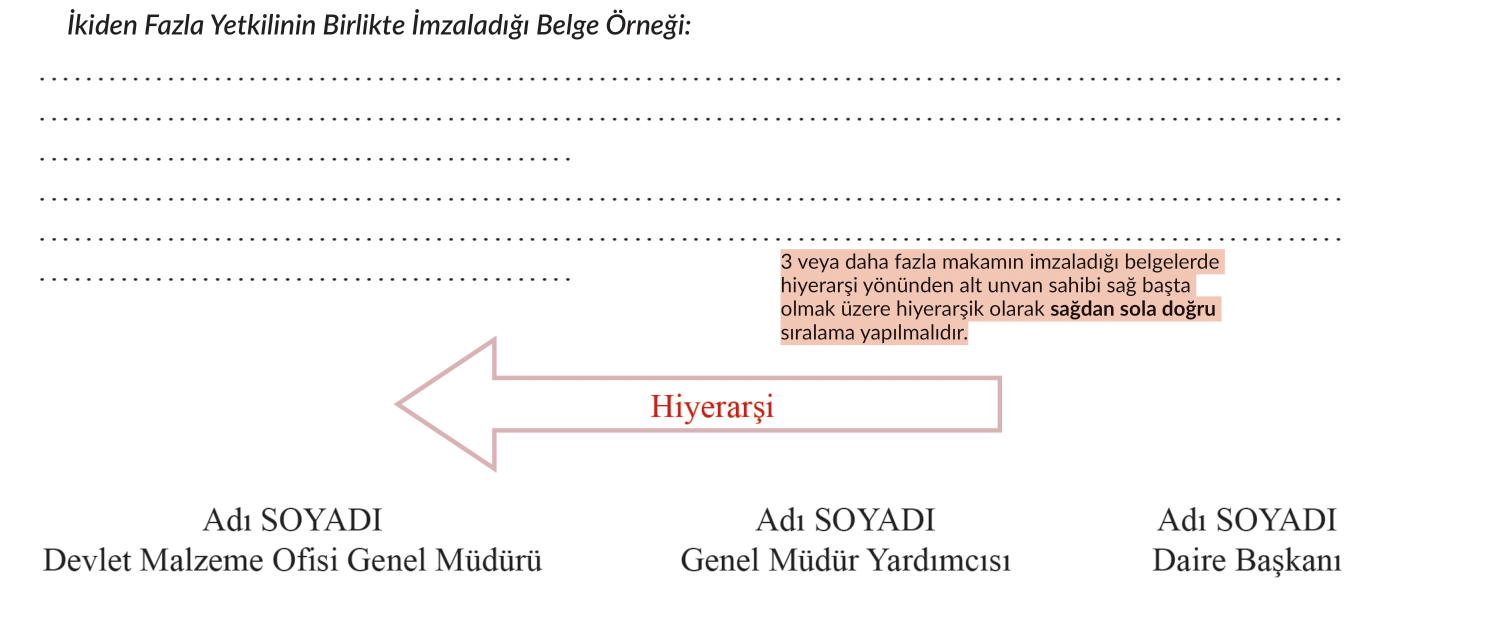 İkiden Fazla Yetkilinin Birlikte İmzaladığı Belge Örneği:
3 veya daha fazla makamın imzaladığı belgelerde
hiyerarşi yönünden alt unvan sahibi sağ başta
olmak üzere hiyerarşik olarak sağdan sola doğru
sıralama yapılmalıdır.
Hiyerarşi
Adı SOYADI Adı SOYADI Adı SOYADI
Devlet Malzeme Ofisi Genel Müdürü Genel Müdür Yardımcısı Daire Başkanı